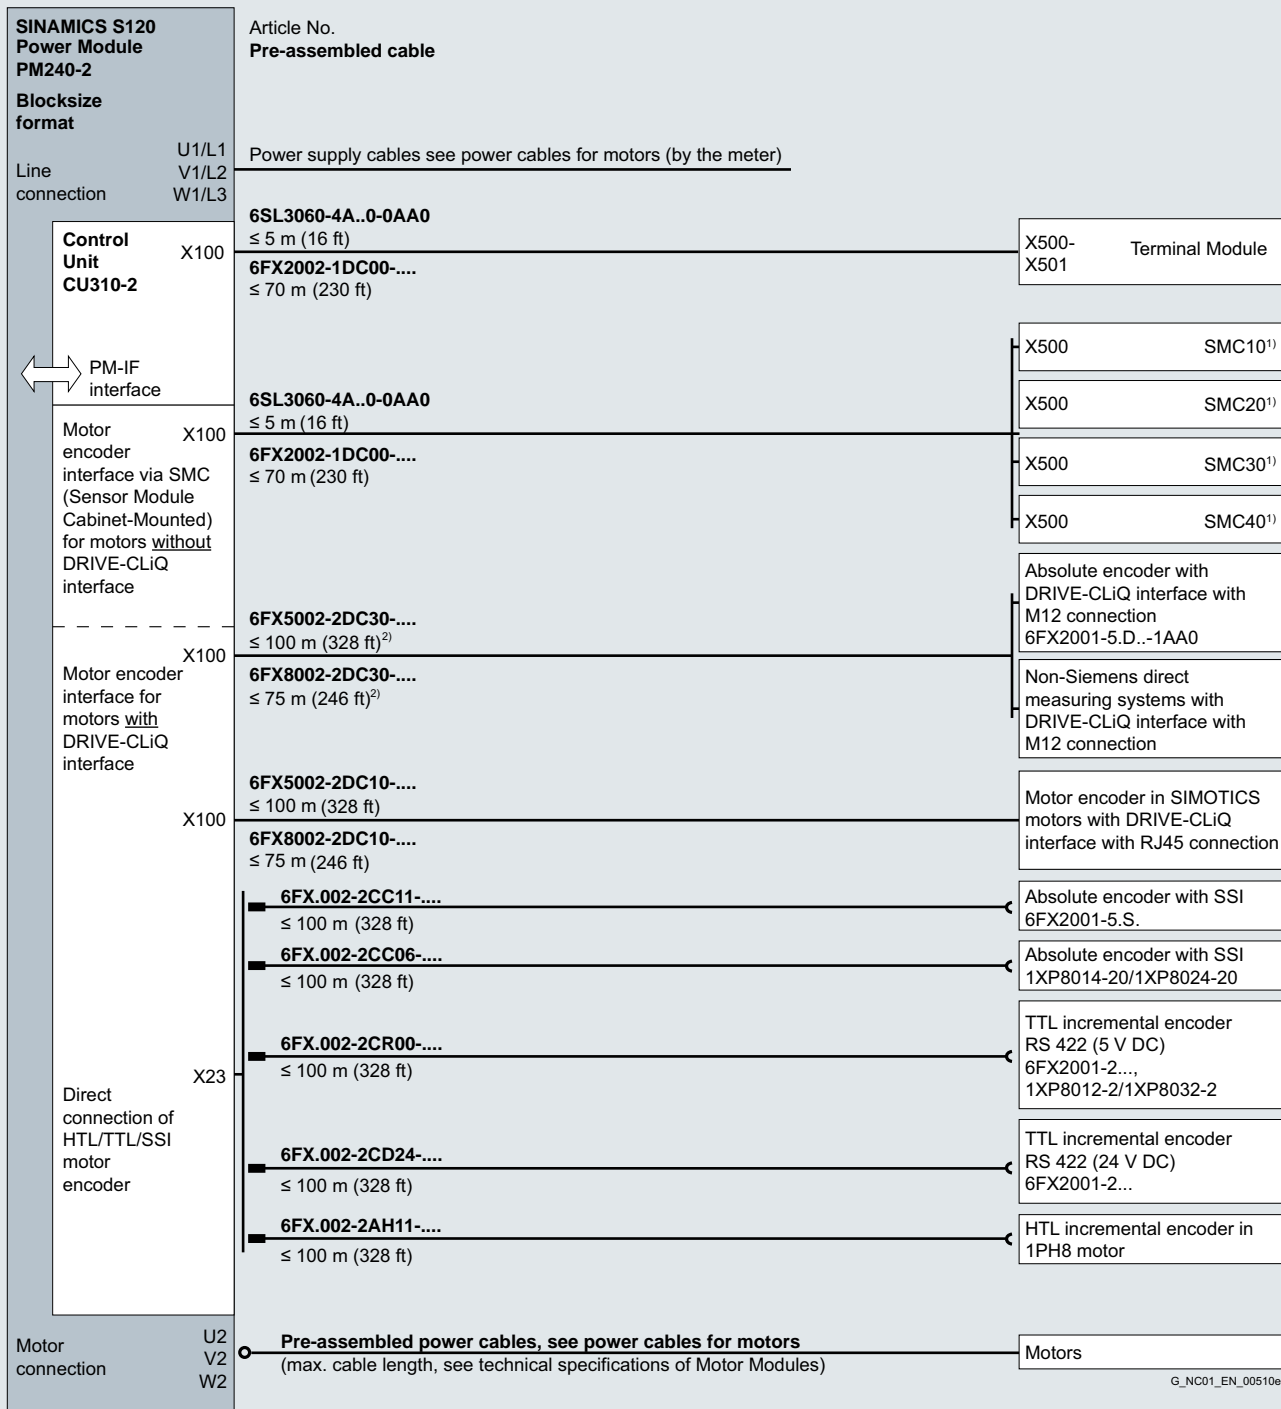 SINAMICS S120
Power Module
PM240-2
Blocksize
format
Article No.
Pre-assembled cable
Line
connection
U1/L1
V1/L2
W1/L3
Power supply cables see power cables for motors (by the meter)
Control
Unit
CU310-2
X100
6SL3060-4A..0-0AA0
≤ 5 m (16 ft)
6FX2002-1DC00-....
≤ 70 m (230 ft)
X500-
X501
Terminal Module
PM-IF
interface
X500 SMC10¹⁾
X500 SMC20¹⁾
X500 SMC30¹⁾
X500 SMC40¹⁾
6SL3060-4A..0-0AA0
≤ 5 m (16 ft)
6FX2002-1DC00-....
≤ 70 m (230 ft)
X100
Motor
encoder
interface via SMC
(Sensor Module
Cabinet-Mounted)
for motors without
DRIVE-CLiQ
interface
6FX5002-2DC30-....
≤ 100 m (328 ft)²⁾
6FX8002-2DC30-....
≤ 75 m (246 ft)²⁾
Absolute encoder with
DRIVE-CLiQ interface with
M12 connection
6FX2001-5.D..-1AA0
Non-Siemens direct
measuring systems with
DRIVE-CLiQ interface with
M12 connection
X100
Motor encoder
interface for
motors with
DRIVE-CLiQ
interface
X100
6FX5002-2DC10-....
≤ 100 m (328 ft)
6FX8002-2DC10-....
≤ 75 m (246 ft)
Motor encoder in SIMOTICS
motors with DRIVE-CLiQ
interface with RJ45 connection
6FX.002-2CC11-....
≤ 100 m (328 ft)
Absolute encoder with SSI
6FX2001-5.S.
6FX.002-2CC06-....
≤ 100 m (328 ft)
Absolute encoder with SSI
1XP8014-20/1XP8024-20
6FX.002-2CR00-....
≤ 100 m (328 ft)
TTL incremental encoder
RS 422 (5 V DC)
6FX2001-2...,
1XP8012-2/1XP8032-2
X23
Direct
connection of
HTL/TTL/SSI
motor
encoder
6FX.002-2CD24-....
≤ 100 m (328 ft)
TTL incremental encoder
RS 422 (24 V DC)
6FX2001-2...
6FX.002-2AH11-....
≤ 100 m (328 ft)
HTL incremental encoder in
1PH8 motor
Motor
connection
U2
V2
W2
Pre-assembled power cables, see power cables for motors
(max. cable length, see technical specifications of Motor Modules)
Motors
G_NC01_EN_00510e